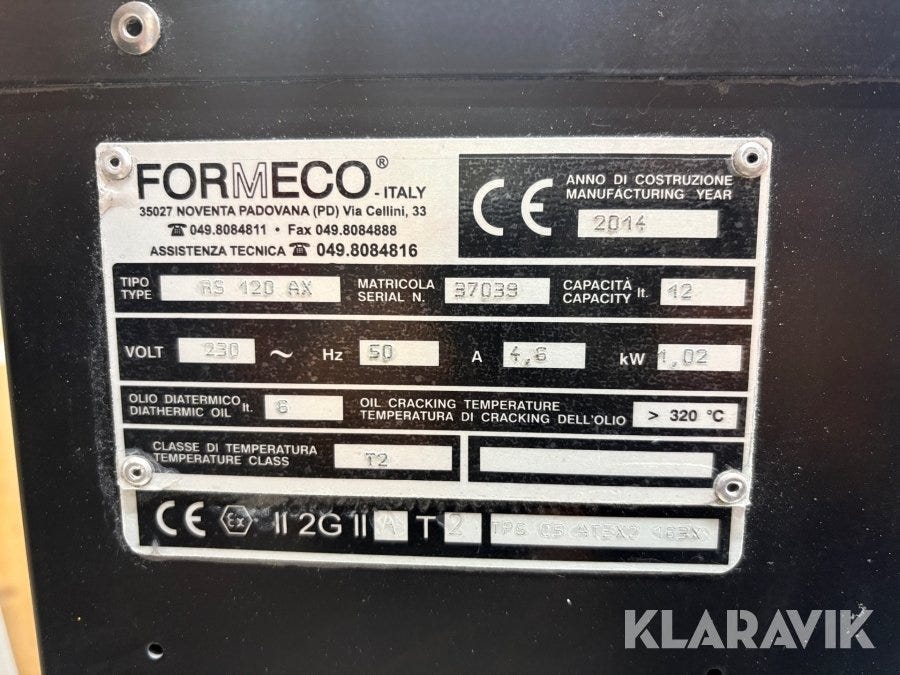 FORMECO® - ITALY
35027 NOVENTA PADOVANA (PD) Via Cellini, 33
☎ 049.8084811 • Fax 049.8084888
ASSISTENZA TECNICA ☎ 049.8084816
CE
ANNO DI COSTRUZIONE
MANUFACTURING YEAR
2014
TIPO
TYPE
RS 120 AX
MATRICOLA
SERIAL N.
37039
CAPACITÀ
CAPACITY lt. 12
VOLT 230 ~ Hz 50 A 4,6 kW 1,02
OLIO DIATERMICO
DIATHERMIC OIL lt. 6
OIL CRACKING TEMPERATURE
TEMPERATURA DI CRACKING DELL'OLIO
> 320 °C
CLASSE DI TEMPERATURA
TEMPERATURE CLASS
T2
CE Ex II 2G II A T 2 TPS 05 ATEX2 163X
KLARAVIK